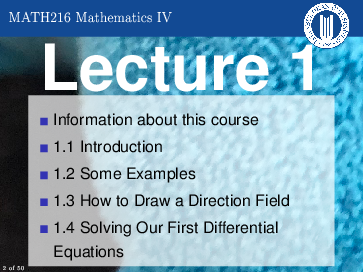 MATH216 Mathematics IV
Lecture 1
Information about this course
1.1 Introduction
1.2 Some Examples
1.3 How to Draw a Direction Field
1.4 Solving Our First Differential
Equations
2 of 50